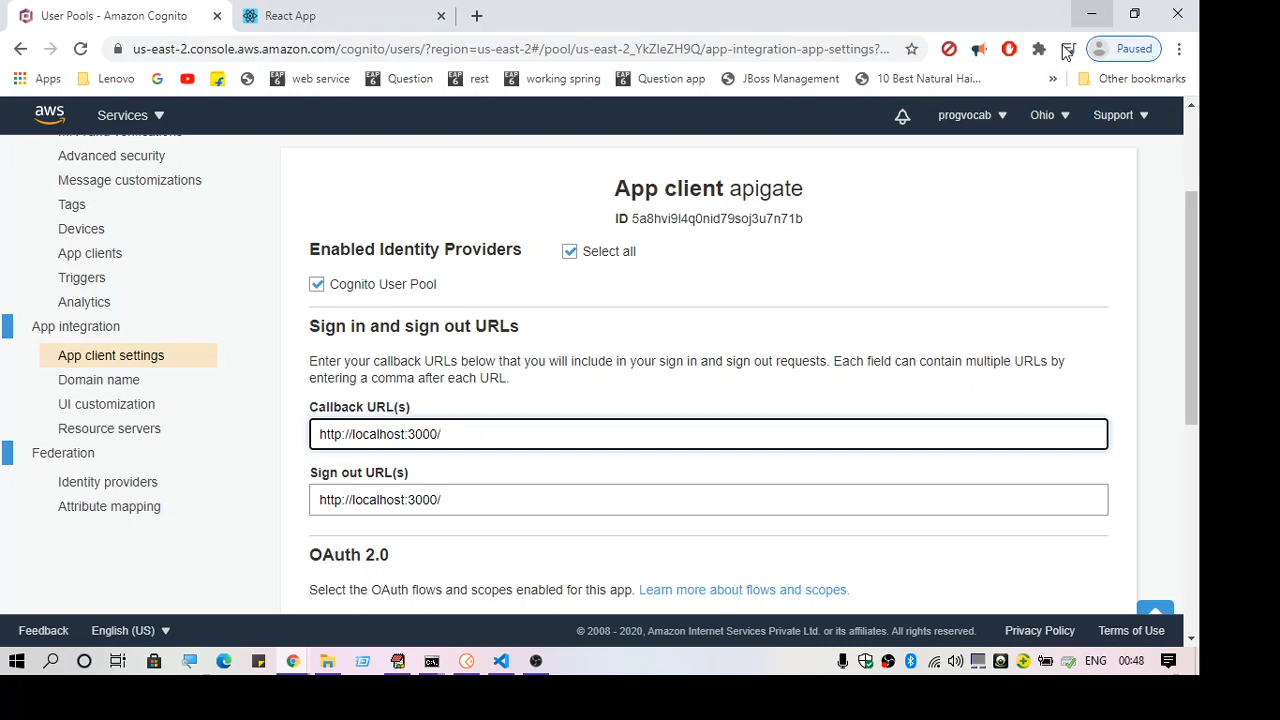 User Pools - Amazon Cognito
React App
us-east-2.console.aws.amazon.com/cognito/users/?region=us-east-2#/pool/us-east-2_YkZleZH9Q/app-integration-app-settings?...
Paused
Apps
Lenovo
web service
Question
rest
working spring
Question app
JBoss Management
10 Best Natural Hai...
»
Other bookmarks
aws
Services
progvocab
Ohio
Support
Advanced security
Message customizations
Tags
Devices
App clients
Triggers
Analytics
App integration
App client settings
Domain name
UI customization
Resource servers
Federation
Identity providers
Attribute mapping
App client apigate
ID 5a8hvi9l4q0nid79soj3u7n71b
Enabled Identity Providers
Select all
Cognito User Pool
Sign in and sign out URLs
Enter your callback URLs below that you will include in your sign in and sign out requests. Each field can contain multiple URLs by
entering a comma after each URL.
Callback URL(s)
http://localhost:3000/
Sign out URL(s)
http://localhost:3000/
OAuth 2.0
Select the OAuth flows and scopes enabled for this app. Learn more about flows and scopes.
Feedback
English (US)
© 2008 - 2020, Amazon Internet Services Private Ltd. or its affiliates. All rights reserved.
Privacy Policy
Terms of Use
ENG
00:48